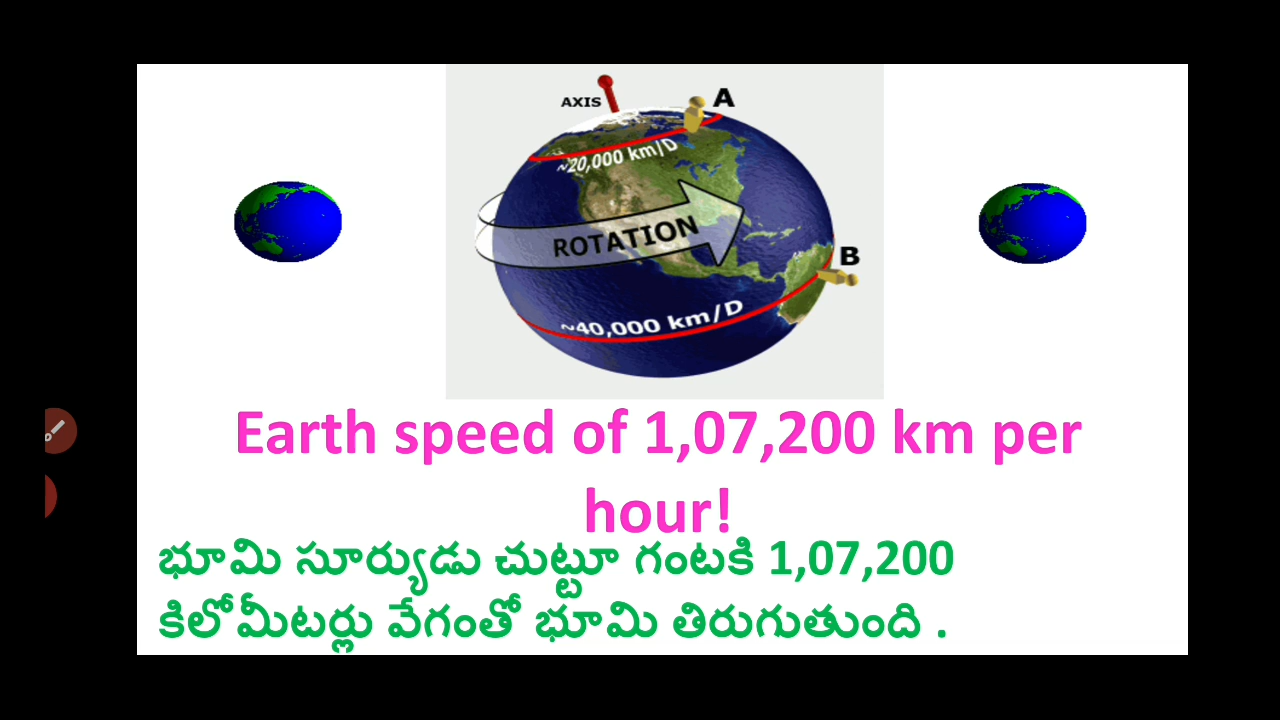 AXIS
A
~20,000 km/D
ROTATION
B
~40,000 km/D
Earth speed of 1,07,200 km per
hour!
భూమి సూర్యుడు చుట్టూ గంటకి 1,07,200
కిలోమీటర్లు వేగంతో భూమి తిరుగుతుంది .